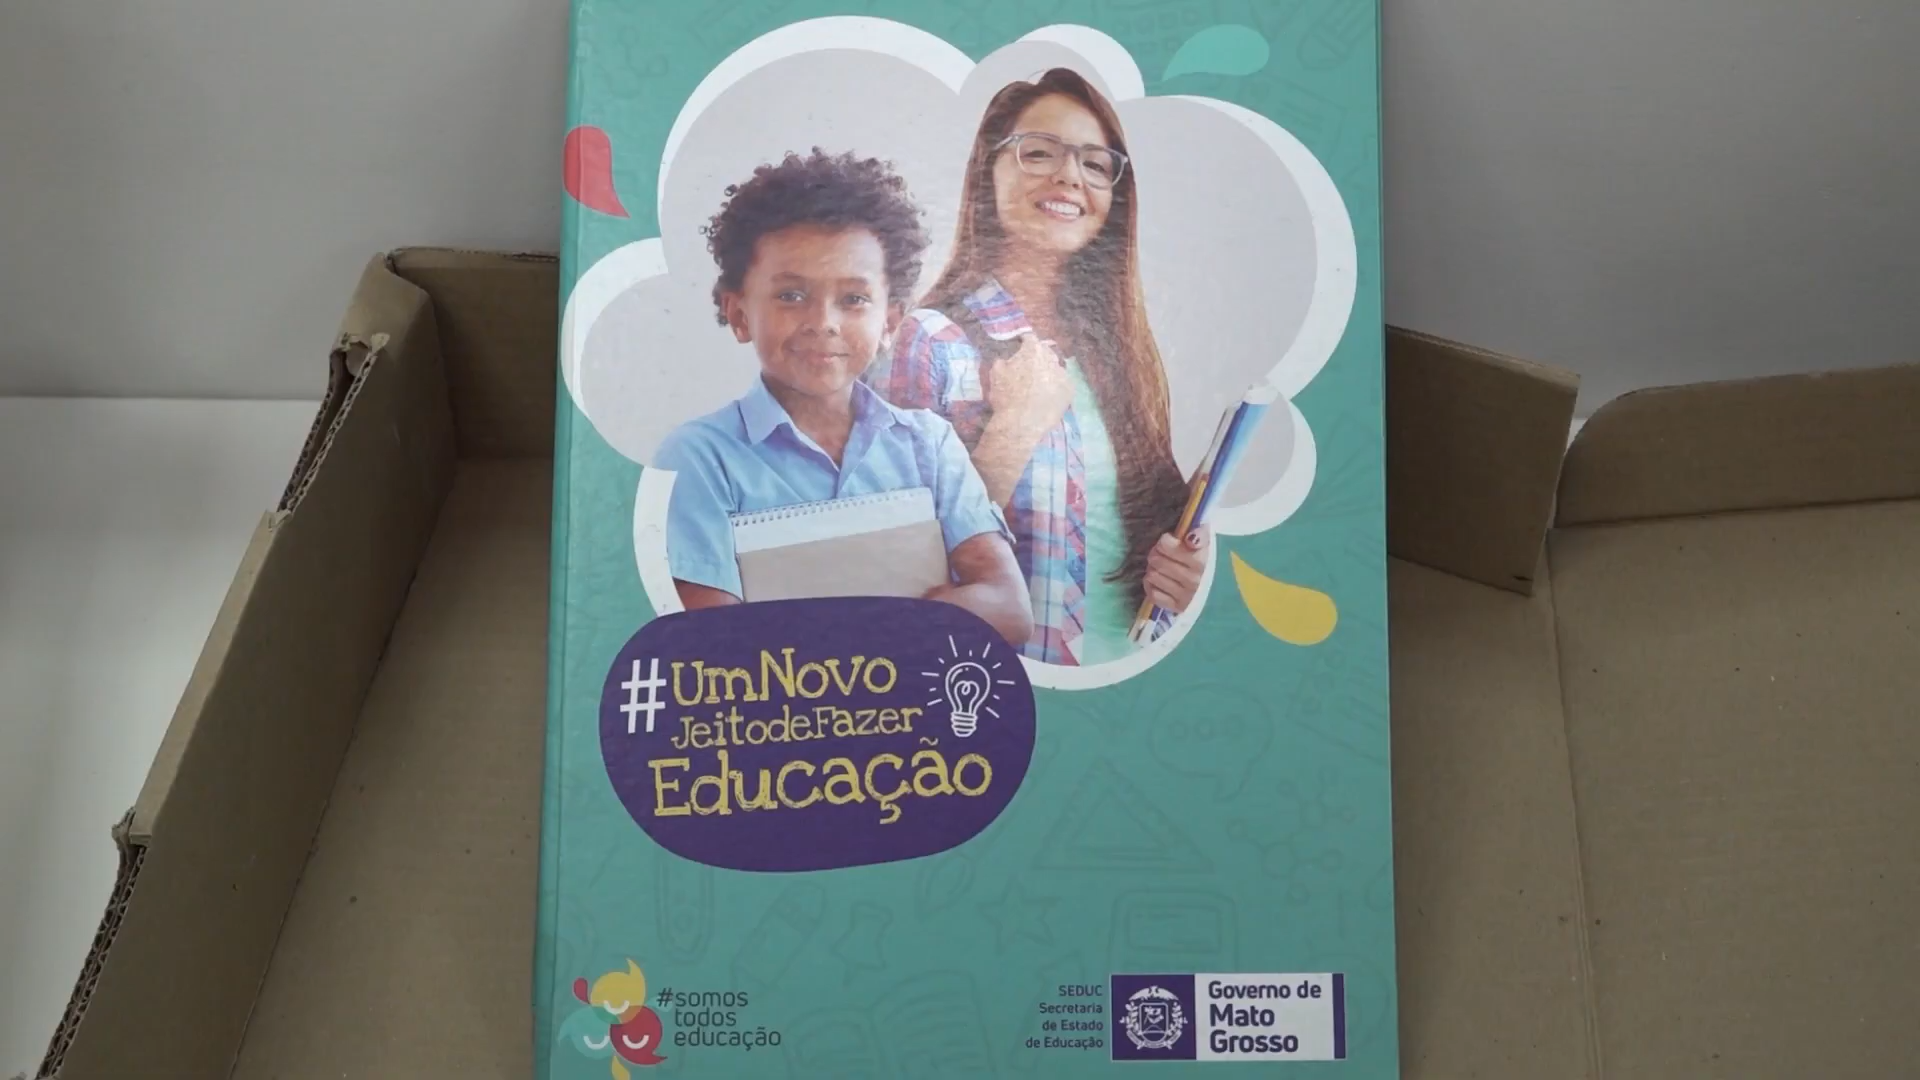 #UmNovo
JeitodeFazer
Educação
#somos
todos
educação
SEDUC
Secretaria
de Estado
de Educação
Governo de
Mato
Grosso